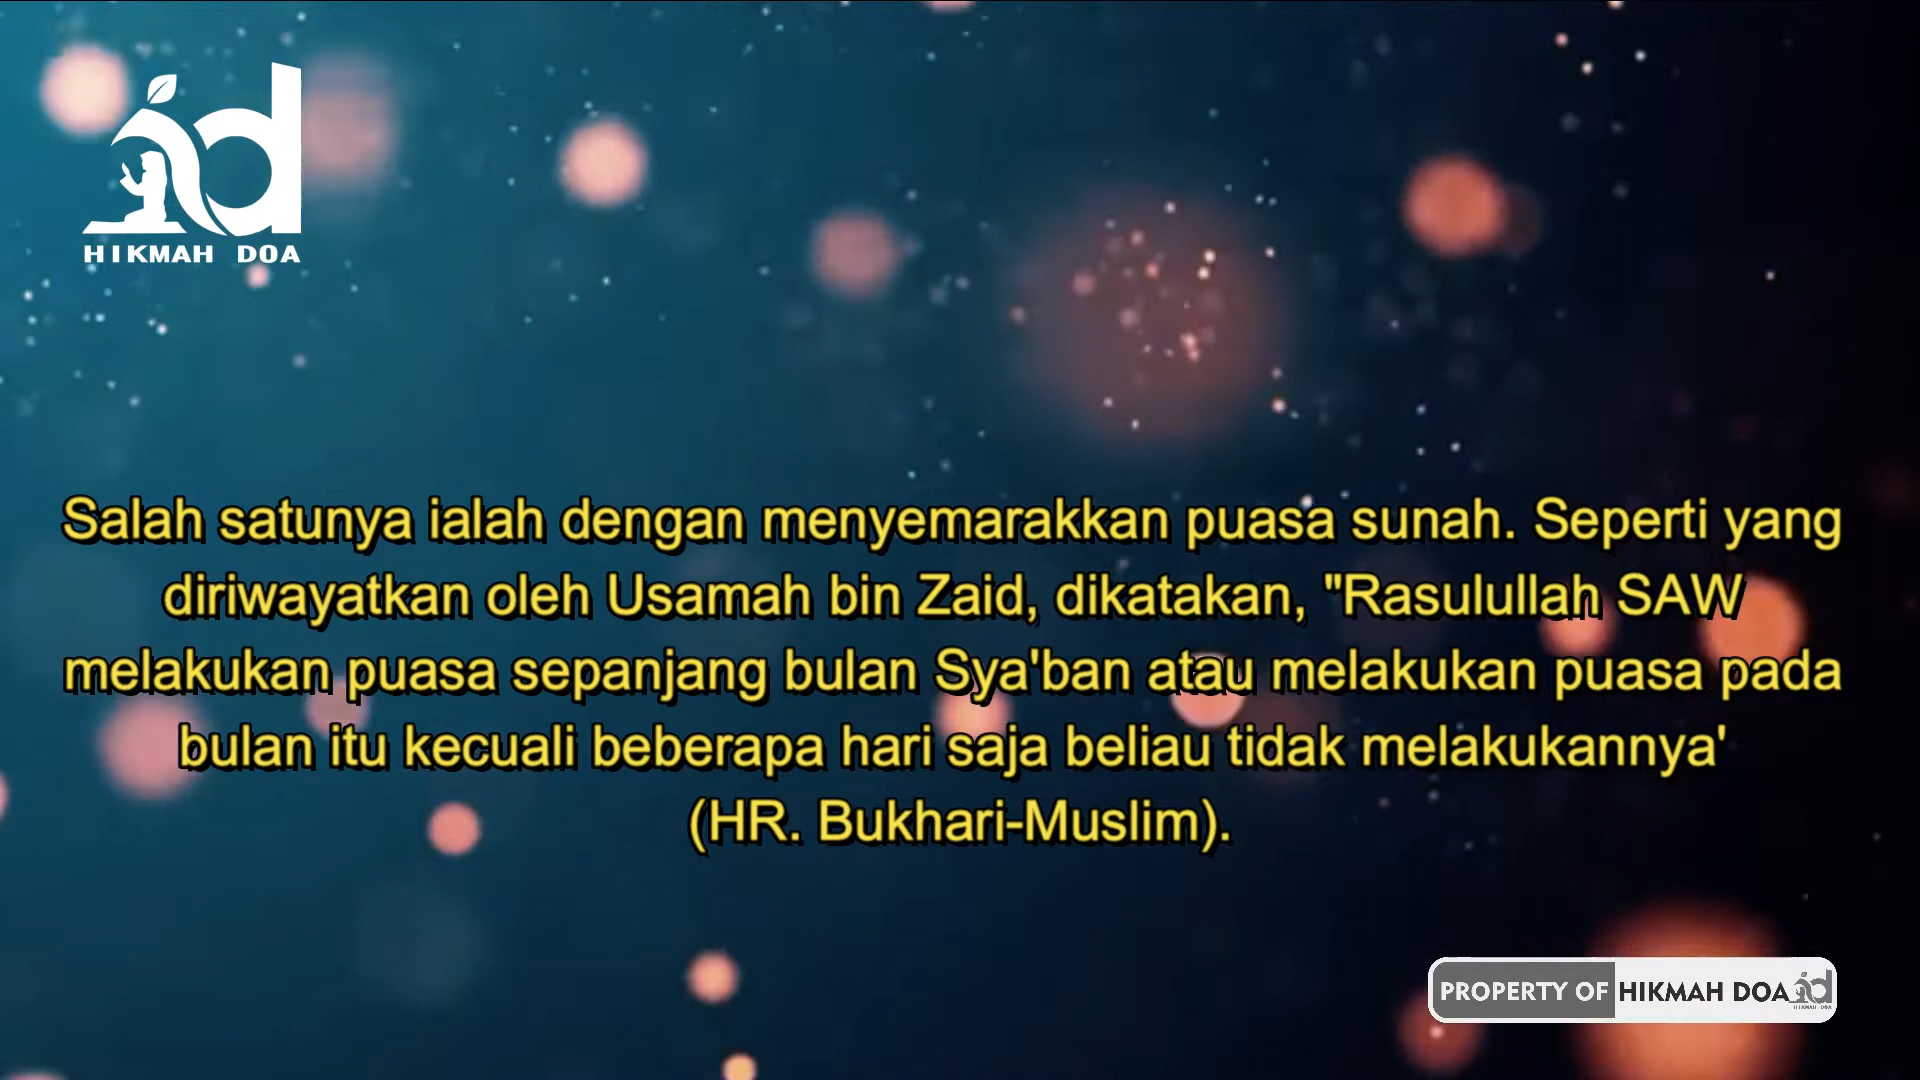 HIKMAH DOA
Salah satunya ialah dengan menyemarakkan puasa sunah. Seperti yang
diriwayatkan oleh Usamah bin Zaid, dikatakan, "Rasulullah SAW
melakukan puasa sepanjang bulan Sya'ban atau melakukan puasa pada
bulan itu kecuali beberapa hari saja beliau tidak melakukannya'
(HR. Bukhari-Muslim).
PROPERTY OF HIKMAH DOA
HIKMAH DOA